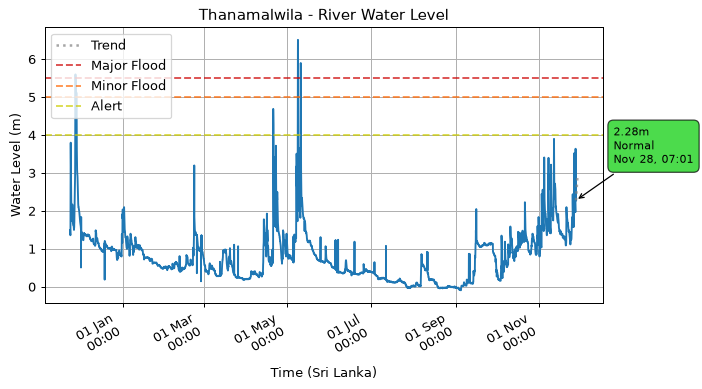 Thanamalwila - River Water Level
Trend
Major Flood
Minor Flood
Alert
Water Level (m)
6
5
4
3
2
1
0
2.28m
Normal
Nov 28, 07:01
01 Jan
00:00
01 Mar
00:00
01 May
00:00
01 Jul
00:00
01 Sep
00:00
01 Nov
00:00
Time (Sri Lanka)